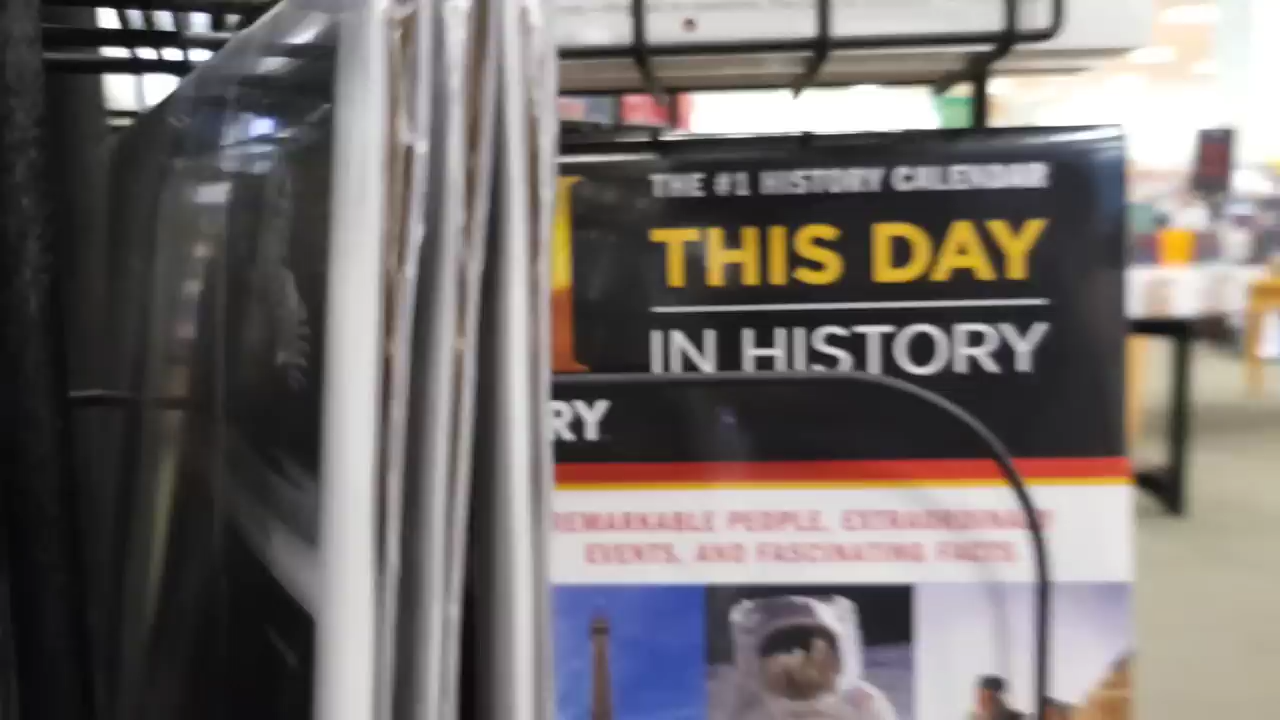 THE #1 HISTORY CALENDAR
THIS DAY
IN HISTORY
RY
REMARKABLE PEOPLE, EXTRAORDINARY
EVENTS, AND FASCINATING FACTS